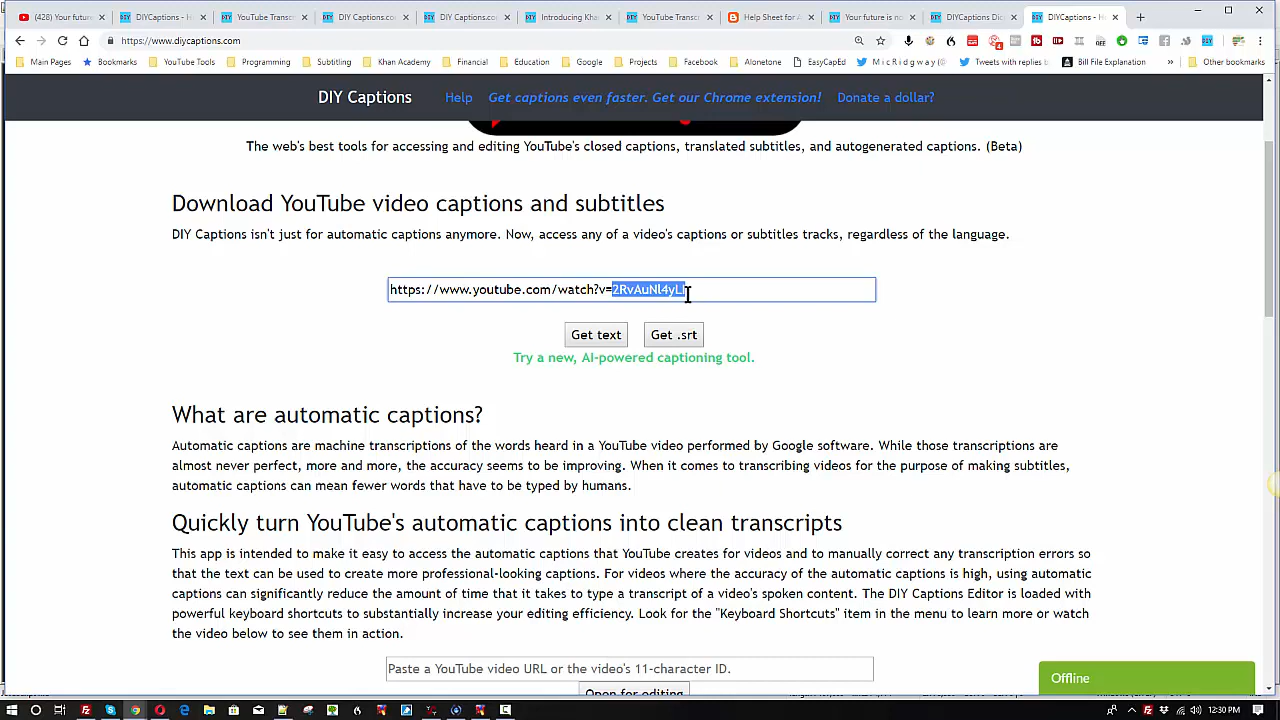 (428) Your future
DIYCaptions - H
YouTube Transc
DIY Captions.co
DIY Captions.co
Introducing Kha
YouTube Transc
Help Sheet for A
Your future is n
DIYCaptions Dic
DIYCaptions - H
https://www.diycaptions.com
Main Pages
Bookmarks
YouTube Tools
Programming
Subtitling
Khan Academy
Financial
Education
Google
Projects
Facebook
Alonetone
EasyCapEd
M i c R i d g w a y
Tweets with replies
Bill File Explanation
Other bookmarks
DIY Captions
Help
Get captions even faster. Get our Chrome extension!
Donate a dollar?
The web's best tools for accessing and editing YouTube's closed captions, translated subtitles, and autogenerated captions. (Beta)
Download YouTube video captions and subtitles
DIY Captions isn't just for automatic captions anymore. Now, access any of a video's captions or subtitles tracks, regardless of the language.
https://www.youtube.com/watch?v=2RvAuNl4yLI
Get text
Get .srt
Try a new, AI-powered captioning tool.
What are automatic captions?
Automatic captions are machine transcriptions of the words heard in a YouTube video performed by Google software. While those transcriptions are
almost never perfect, more and more, the accuracy seems to be improving. When it comes to transcribing videos for the purpose of making subtitles,
automatic captions can mean fewer words that have to be typed by humans.
Quickly turn YouTube's automatic captions into clean transcripts
This app is intended to make it easy to access the automatic captions that YouTube creates for videos and to manually correct any transcription errors so
that the text can be used to create more professional-looking captions. For videos where the accuracy of the automatic captions is high, using automatic
captions can significantly reduce the amount of time that it takes to type a transcript of a video's spoken content. The DIY Captions Editor is loaded with
powerful keyboard shortcuts to substantially increase your editing efficiency. Look for the "Keyboard Shortcuts" item in the menu to learn more or watch
the video below to see them in action.
Paste a YouTube video URL or the video's 11-character ID.
Open for editing
Offline
12:30 PM